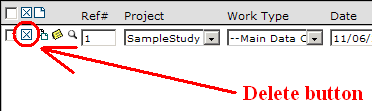 Ref# Project Work Type Date
1 SampleStudy --Main Data C 11/06/
Delete button